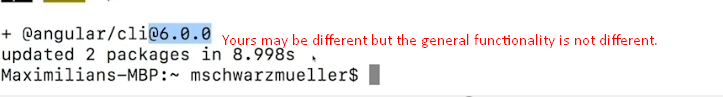 + @angular/cli@6.0.0
Yours may be different but the general functionality is not different.
updated 2 packages in 8.998s
Maximilians-MBP:~ mschwarzmueller$